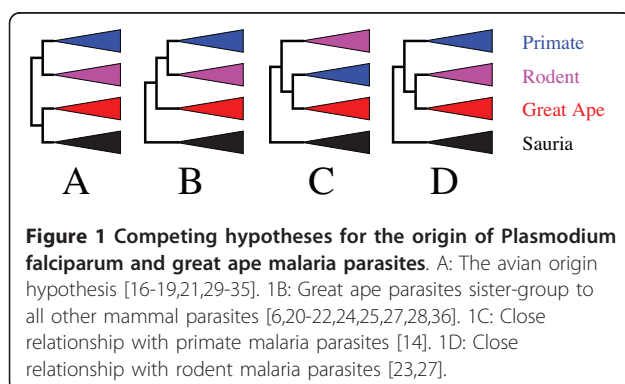 Primate
Rodent
Great Ape
Sauria
A B C D
Figure 1 Competing hypotheses for the origin of Plasmodium
falciparum and great ape malaria parasites. A: The avian origin
hypothesis [16-19,21,29-35]. 1B: Great ape parasites sister-group to
all other mammal parasites [6,20-22,24,25,27,28,36]. 1C: Close
relationship with primate malaria parasites [14]. 1D: Close
relationship with rodent malaria parasites [23,27].